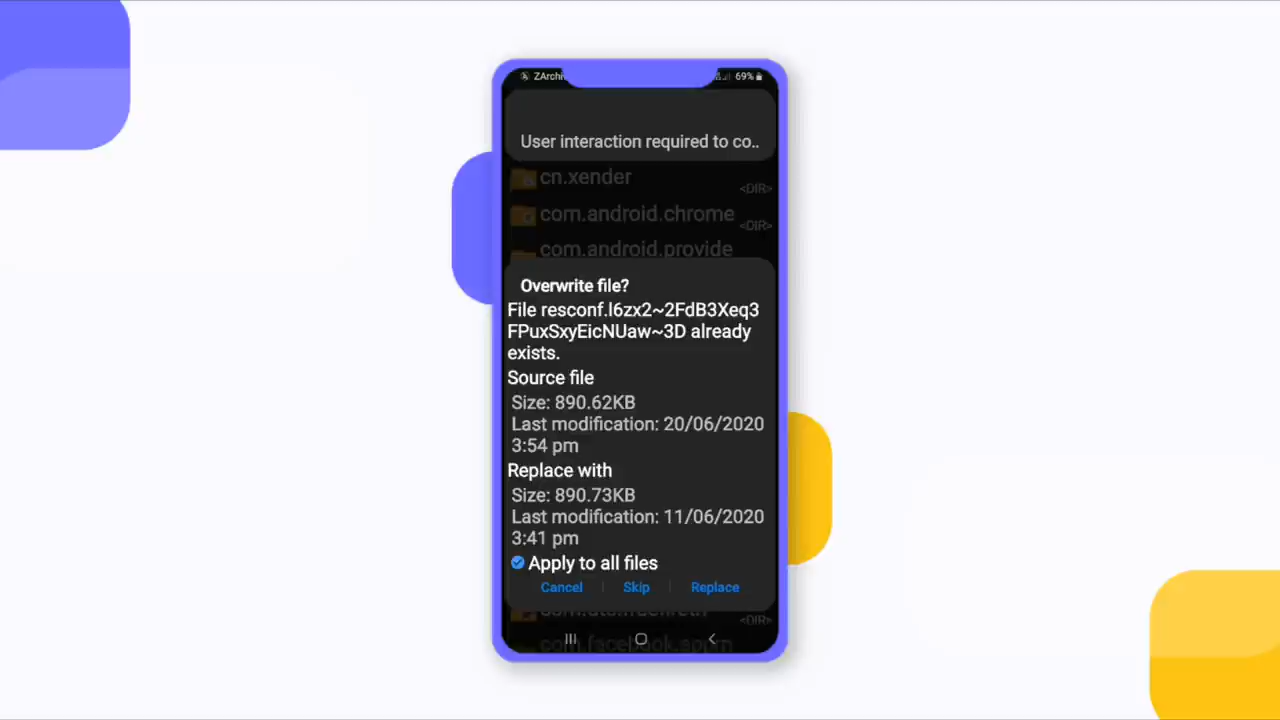 ZArchi
69%
User interaction required to co..
cn.xender
<DIR>
com.android.chrome
<DIR>
com.android.provide
Overwrite file?
File resconf.l6zx2~2FdB3Xeq3
FPuxSxyEicNUaw~3D already
exists.
Source file
Size: 890.62KB
Last modification: 20/06/2020
3:54 pm
Replace with
Size: 890.73KB
Last modification: 11/06/2020
3:41 pm
Apply to all files
Cancel
Skip
Replace
<DIR>